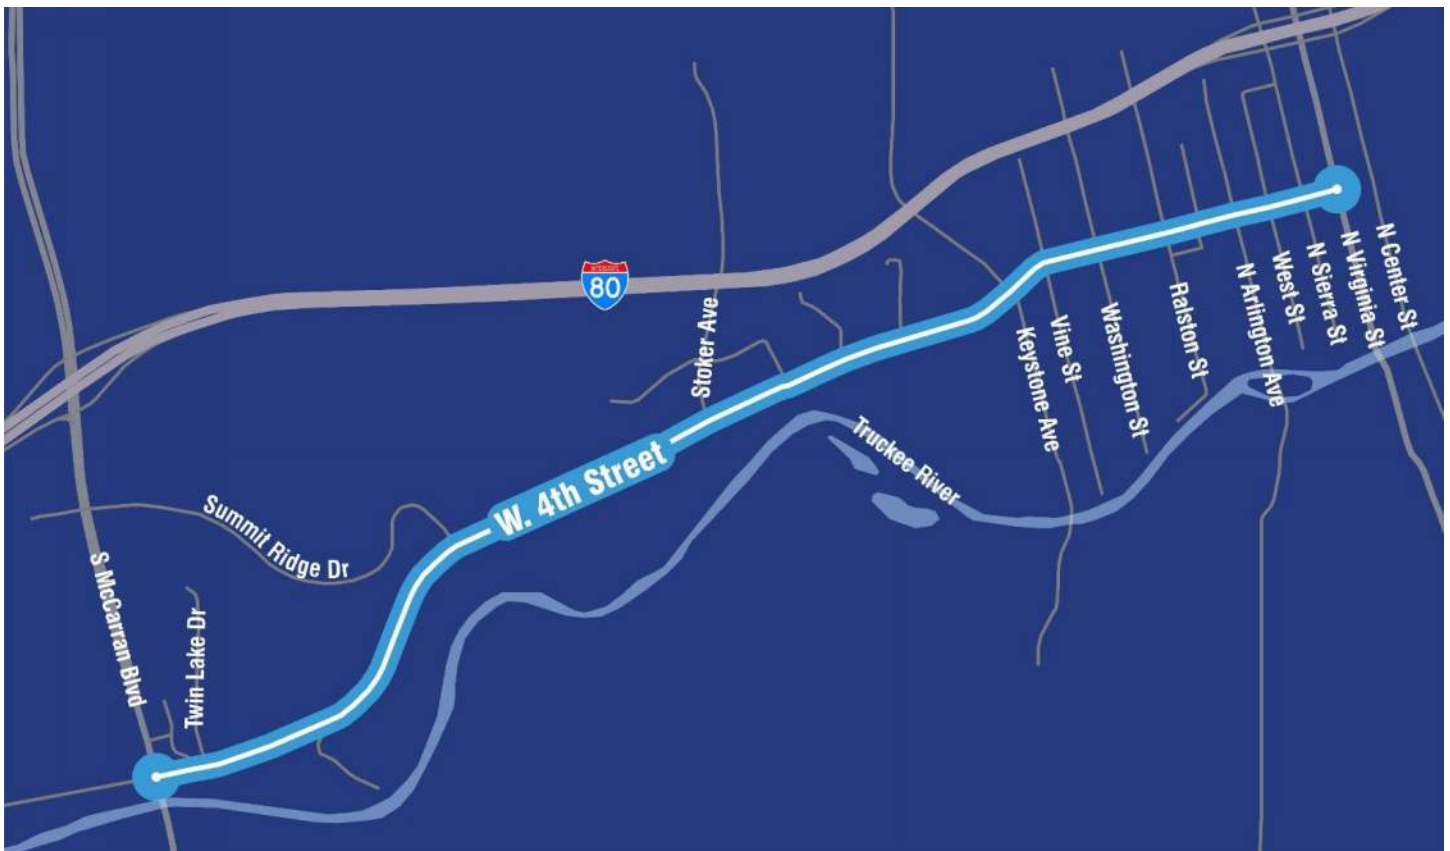 80
Stoker Ave
N Center St
N Virginia St
N Sierra St
West St
N Arlington Ave
Ralston St
Washington St
Vine St
Keystone Ave
Truckee River
W. 4th Street
Summit Ridge Dr
S McCarran Blvd
Twin Lake Dr